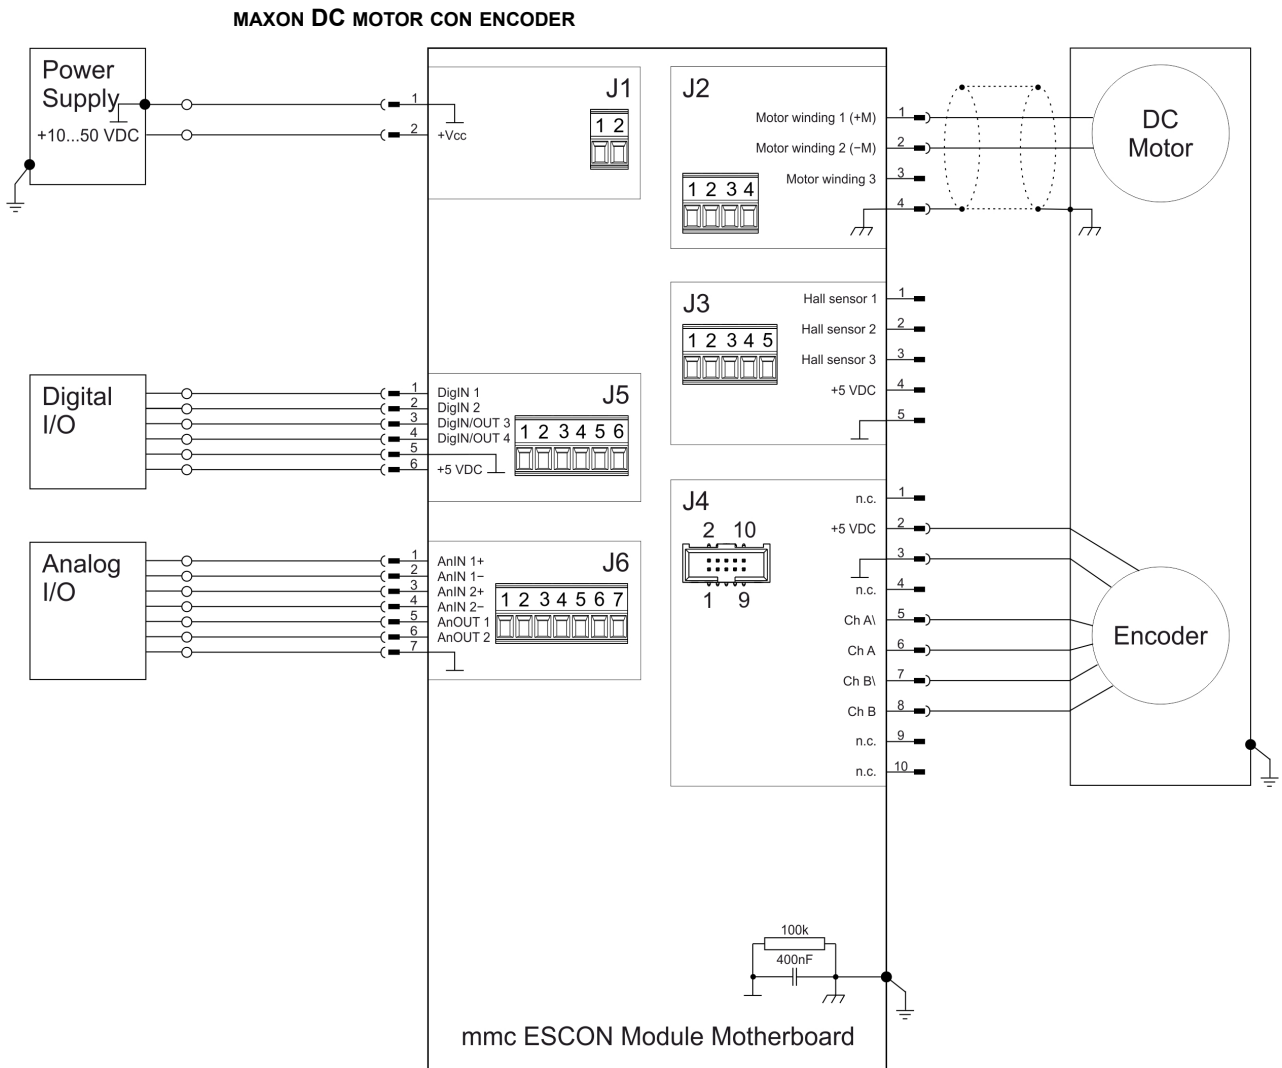 MAXON DC MOTOR CON ENCODER
Power
Supply
+10...50 VDC
1
2
+Vcc
J1
1 2
J2
1 2 3 4
Motor winding 1 (+M)
1
Motor winding 2 (−M)
2
Motor winding 3
3
4
DC
Motor
J3
1 2 3 4 5
Hall sensor 1
1
Hall sensor 2
2
Hall sensor 3
3
+5 VDC
4
5
Digital
I/O
1
DigIN 1
2
DigIN 2
3
DigIN/OUT 3
4
DigIN/OUT 4
5
6
+5 VDC
J5
1 2 3 4 5 6
Analog
I/O
1
AnIN 1+
2
AnIN 1−
3
AnIN 2+
4
AnIN 2−
5
AnOUT 1
6
AnOUT 2
7
J6
1 2 3 4 5 6 7
J4
2 10
1 9
n.c.
1
+5 VDC
2
3
n.c.
4
Ch A\
5
Ch A
6
Ch B\
7
Ch B
8
n.c.
9
n.c.
10
Encoder
100k
400nF
mmc ESCON Module Motherboard